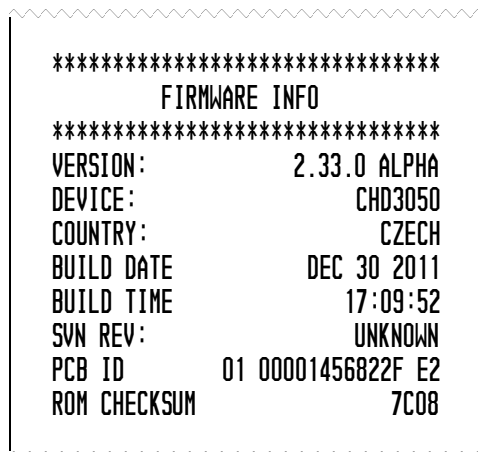 ********************************
FIRMWARE INFO
********************************
VERSION: 2.33.0 ALPHA
DEVICE: CHD3050
COUNTRY: CZECH
BUILD DATE DEC 30 2011
BUILD TIME 17:09:52
SVN REV: UNKNOWN
PCB ID 01 00001456822F E2
ROM CHECKSUM 7C08